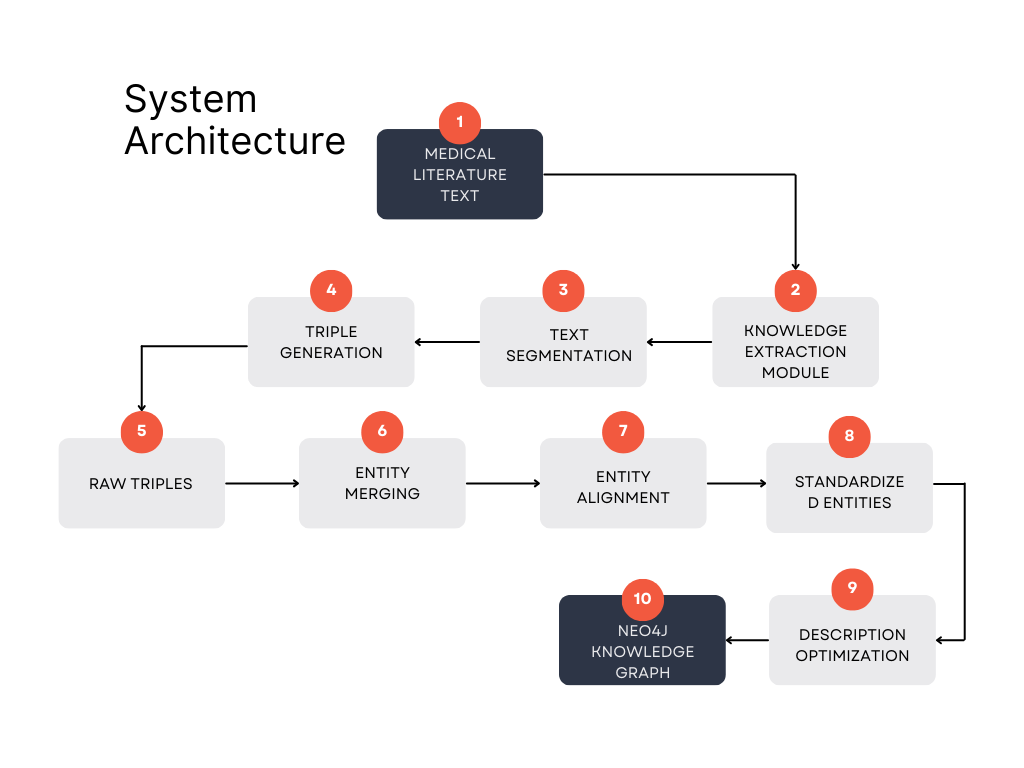 System
Architecture
1
MEDICAL
LITERATURE
TEXT
2
KNOWLEDGE
EXTRACTION
MODULE
3
TEXT
SEGMENTATION
4
TRIPLE
GENERATION
5
RAW TRIPLES
6
ENTITY
MERGING
7
ENTITY
ALIGNMENT
8
STANDARDIZE
D ENTITIES
9
DESCRIPTION
OPTIMIZATION
10
NEO4J
KNOWLEDGE
GRAPH